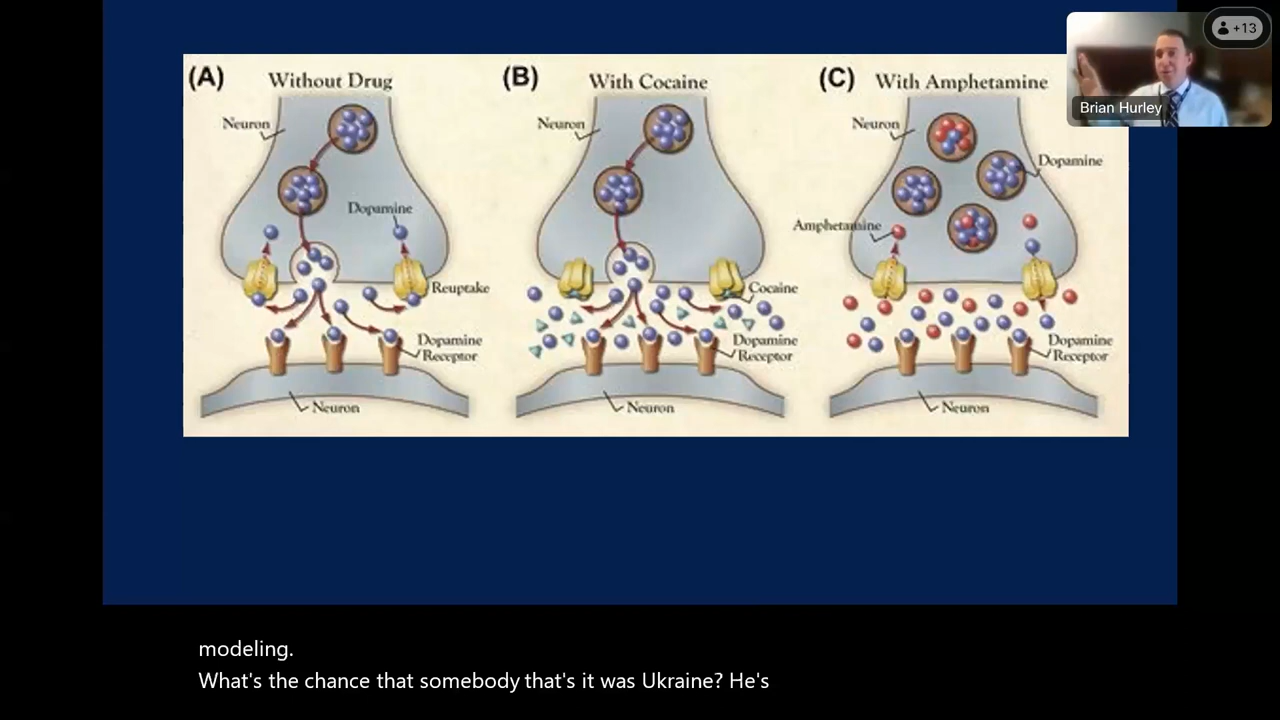 (A) Without Drug
Neuron
Dopamine
Reuptake
Dopamine
Receptor
Neuron
(B) With Cocaine
Neuron
Cocaine
Dopamine
Receptor
Neuron
(C) With Amphetamine
Neuron
Dopamine
Amphetamine
Dopamine
Receptor
Neuron
+13
Brian Hurley
modeling.
What's the chance that somebody that's it was Ukraine? He's